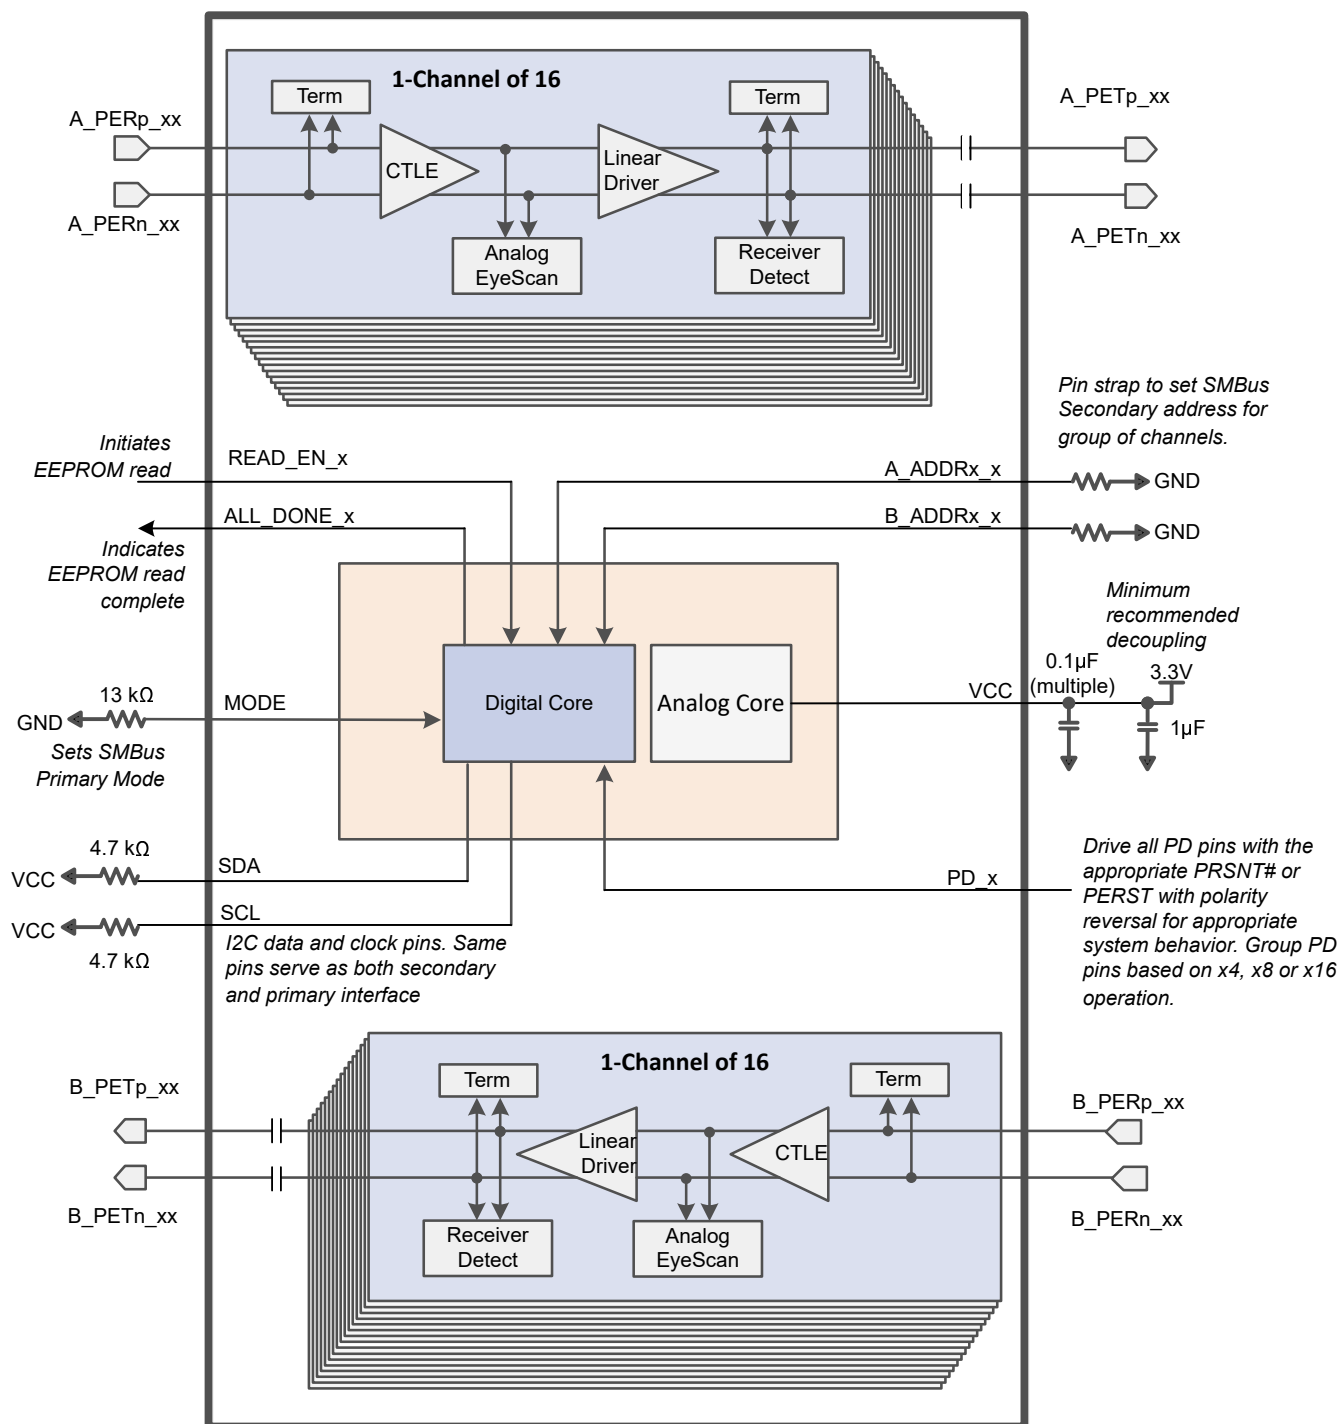 1-Channel of 16
Term
Term
A_PERp_xx
A_PETp_xx
CTLE
Linear
Driver
A_PERn_xx
A_PETn_xx
Analog
EyeScan
Receiver
Detect
Pin strap to set SMBus
Secondary address for
group of channels.
Initiates
EEPROM read
READ_EN_x
A_ADDRx_x
GND
ALL_DONE_x
B_ADDRx_x
GND
Indicates
EEPROM read
complete
Minimum
recommended
decoupling
0.1µF
(multiple)
3.3V
13 kΩ
MODE
Digital Core
Analog Core
VCC
GND
1µF
Sets SMBus
Primary Mode
4.7 kΩ
SDA
VCC
PD_x
Drive all PD pins with the
appropriate PRSNT# or
PERST with polarity
reversal for appropriate
system behavior. Group PD
pins based on x4, x8 or x16
operation.
SCL
VCC
4.7 kΩ
I2C data and clock pins. Same
pins serve as both secondary
and primary interface
1-Channel of 16
Term
Term
B_PETp_xx
B_PERp_xx
Linear
Driver
CTLE
B_PETn_xx
B_PERn_xx
Receiver
Detect
Analog
EyeScan